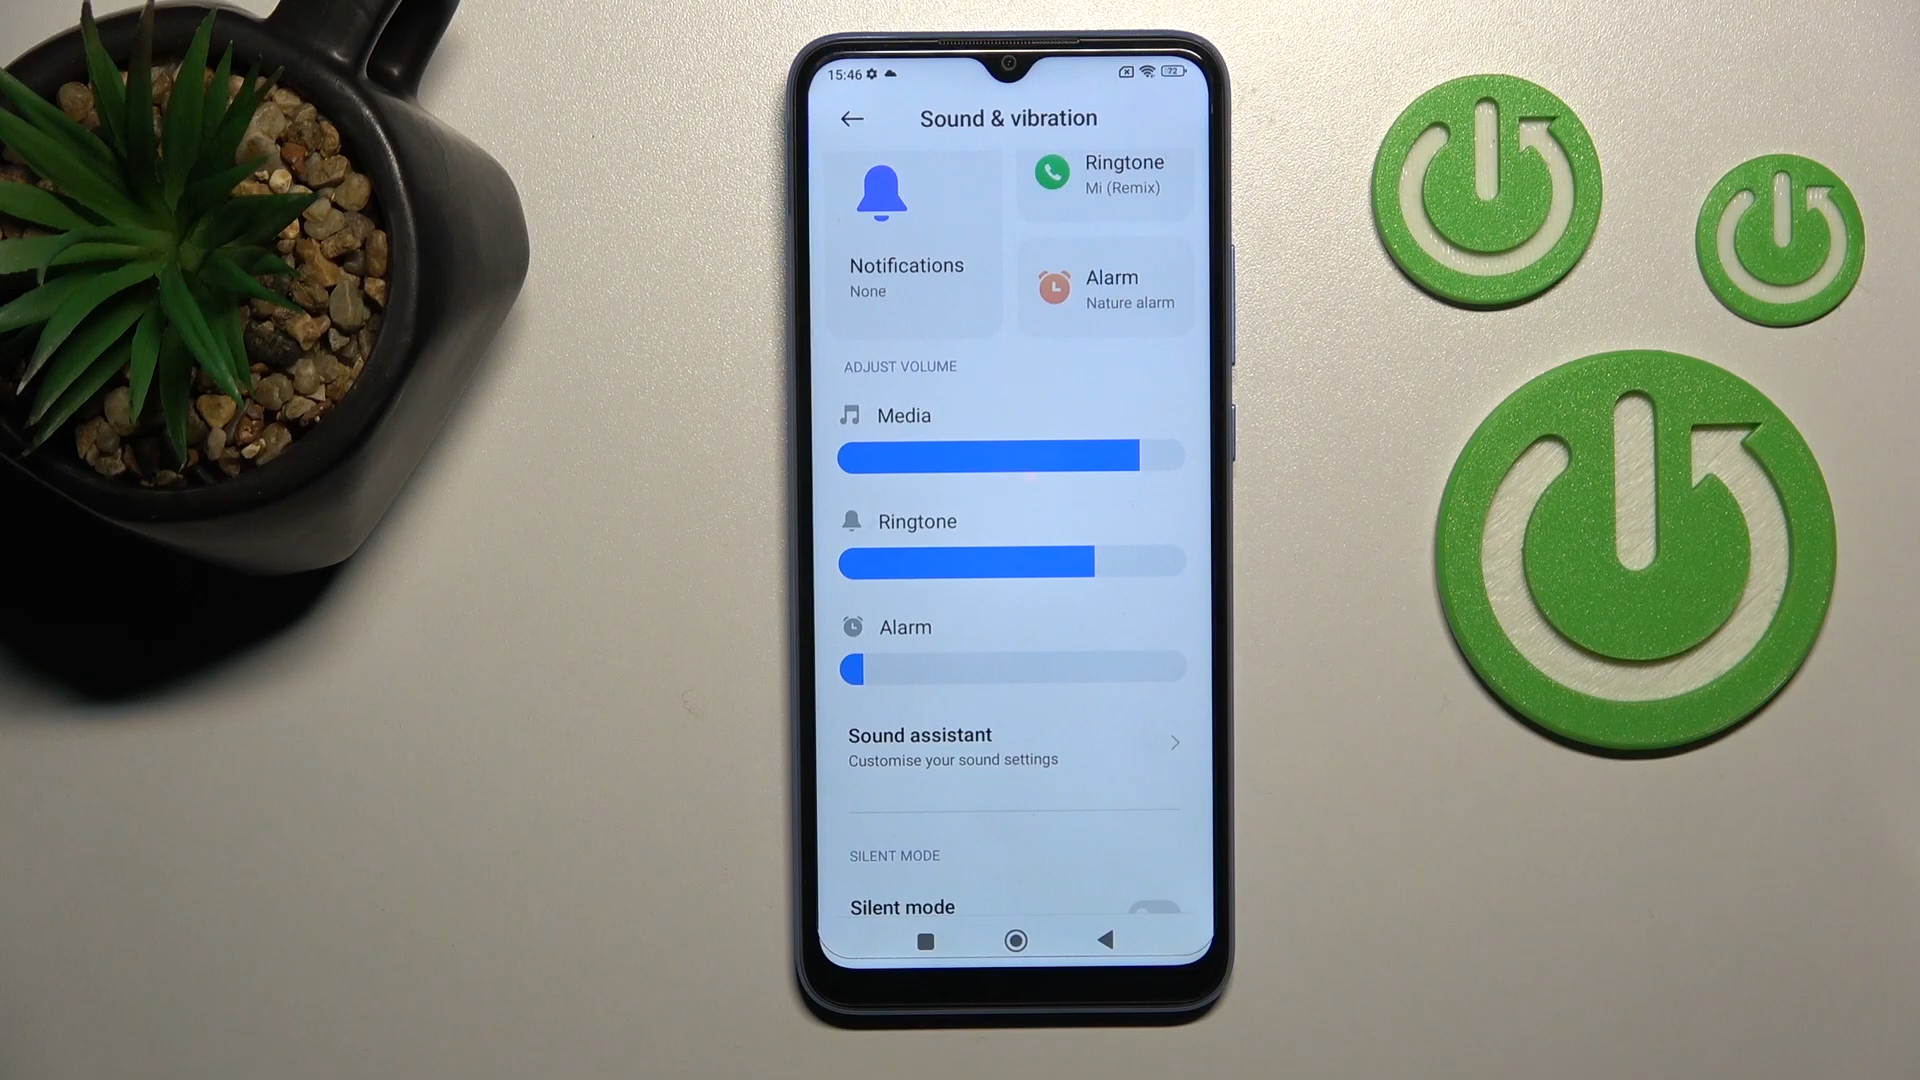 15:46
72
Sound & vibration
Ringtone
Mi (Remix)
Notifications
None
Alarm
Nature alarm
ADJUST VOLUME
Media
Ringtone
Alarm
Sound assistant
Customise your sound settings
SILENT MODE
Silent mode